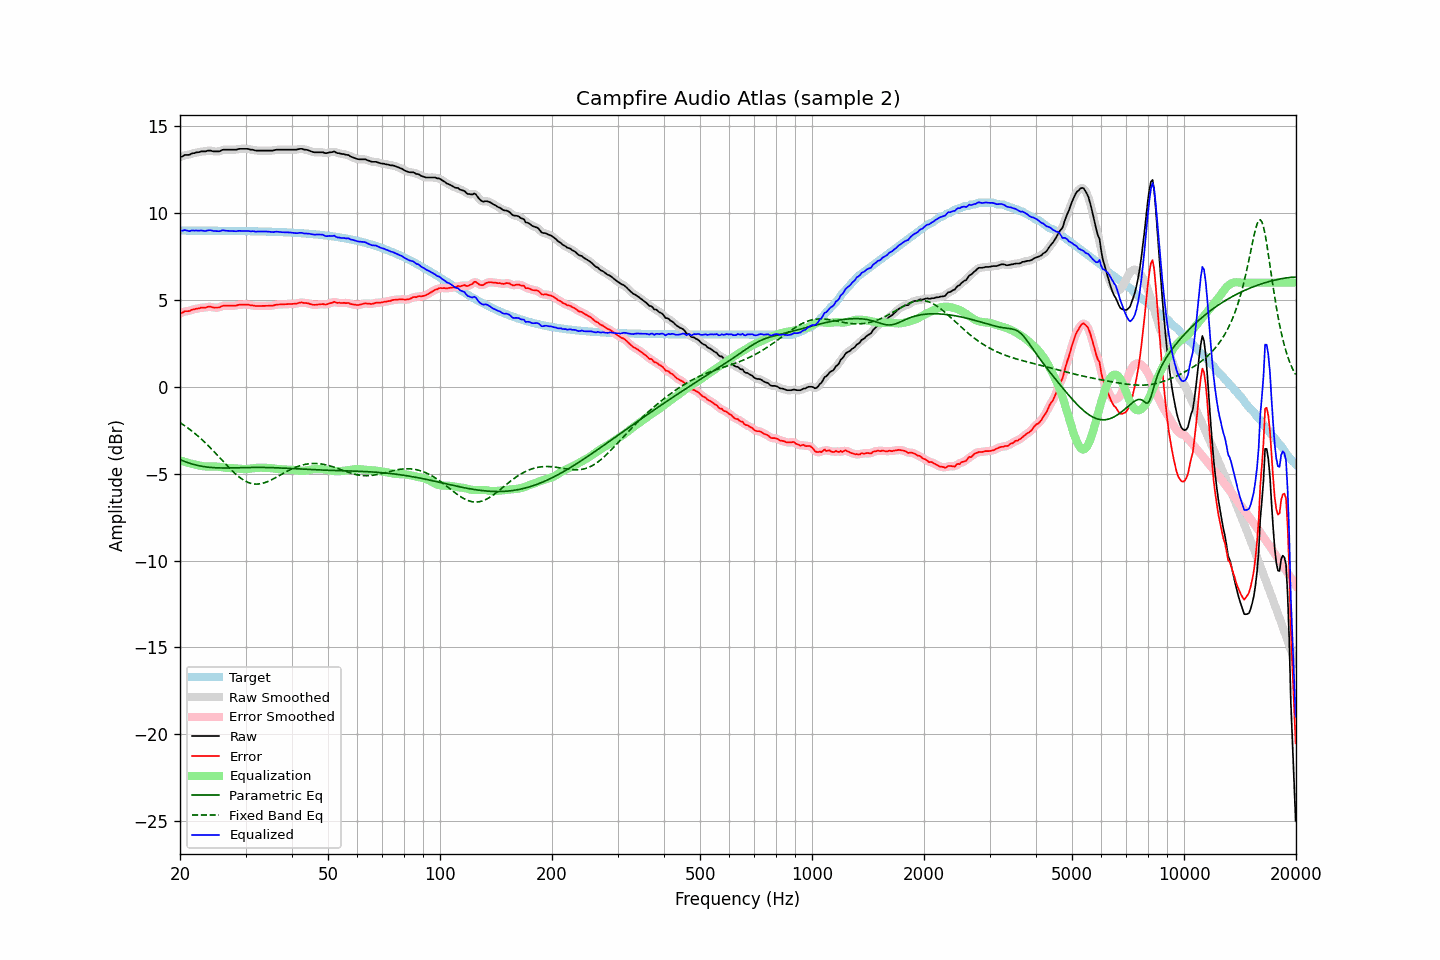 Campfire Audio Atlas (sample 2)
Amplitude (dBr)
15
10
5
0
−5
−10
−15
−20
−25
Target
Raw Smoothed
Error Smoothed
Raw
Error
Equalization
Parametric Eq
Fixed Band Eq
Equalized
20 50 100 200 500 1000 2000 5000 10000 20000
Frequency (Hz)